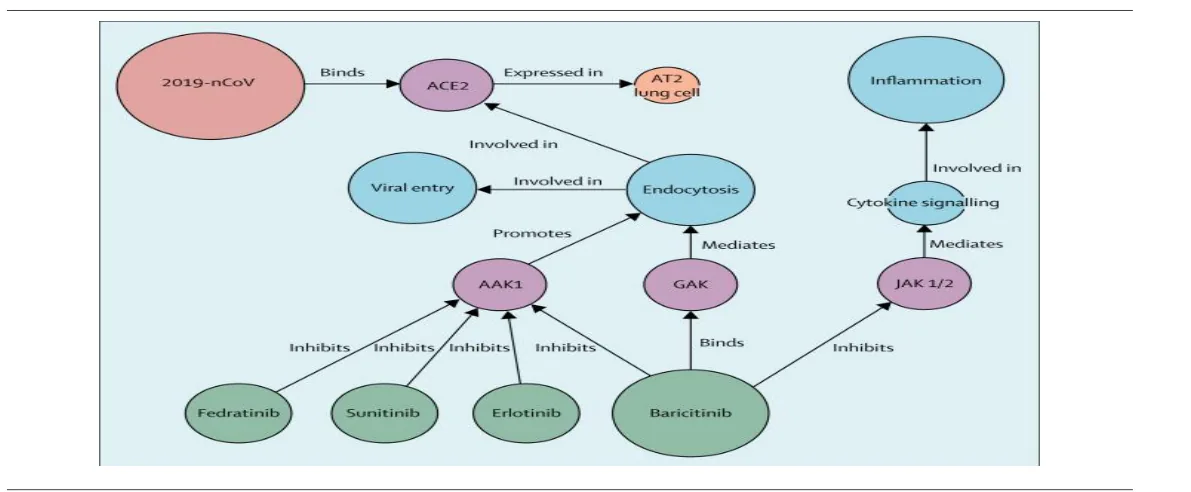 2019-nCoV
Binds
ACE2
Expressed in
AT2
lung cell
Inflammation
Involved in
Viral entry
Involved in
Endocytosis
Involved in
Cytokine signalling
Promotes
Mediates
Mediates
AAK1
GAK
JAK 1/2
Inhibits
Inhibits
Inhibits
Inhibits
Binds
Inhibits
Fedratinib
Sunitinib
Erlotinib
Baricitinib